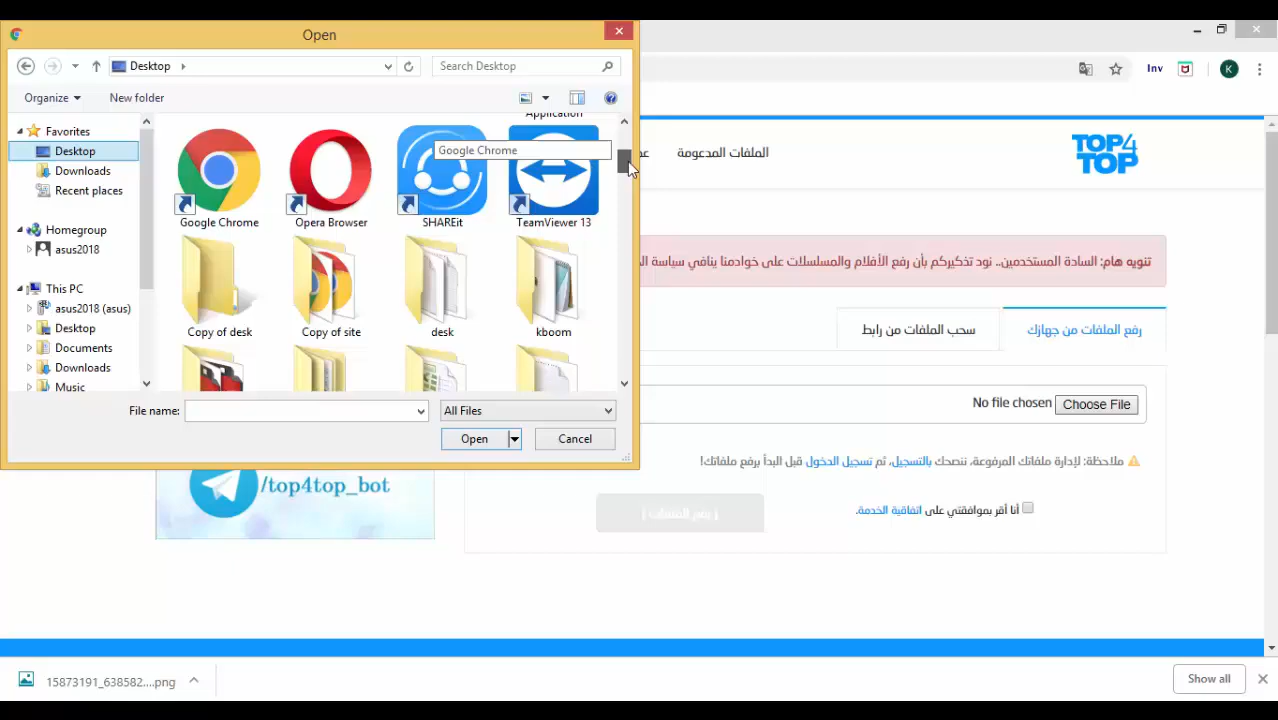 Open
Desktop
Search Desktop
Organize
New folder
Favorites
Desktop
Downloads
Recent places
Homegroup
asus2018
This PC
asus2018 (asus)
Desktop
Documents
Downloads
Music
Application
Google Chrome
Google Chrome
Opera Browser
SHAREit
TeamViewer 13
Copy of desk
Copy of site
desk
kboom
File name:
All Files
Open
Cancel
Inv
K
TOP4
TOP
الملفات المدعومة
تنويه هام: السادة المستخدمين.. نود تذكيركم بأن رفع الأفلام والمسلسلات على خوادمنا ينافي سياسة
رفع الملفات من جهازك
سحب الملفات من رابط
No file chosen
Choose File
ملاحظة: لإدارة ملفاتك المرفوعة، ننصحك بالتسجيل، ثم تسجيل الدخول قبل البدأ برفع ملفاتك!
أنا أقر بموافقتي على اتفاقية الخدمة.
[ رفع الملفات ]
/top4top_bot
15873191_638582....png
Show all